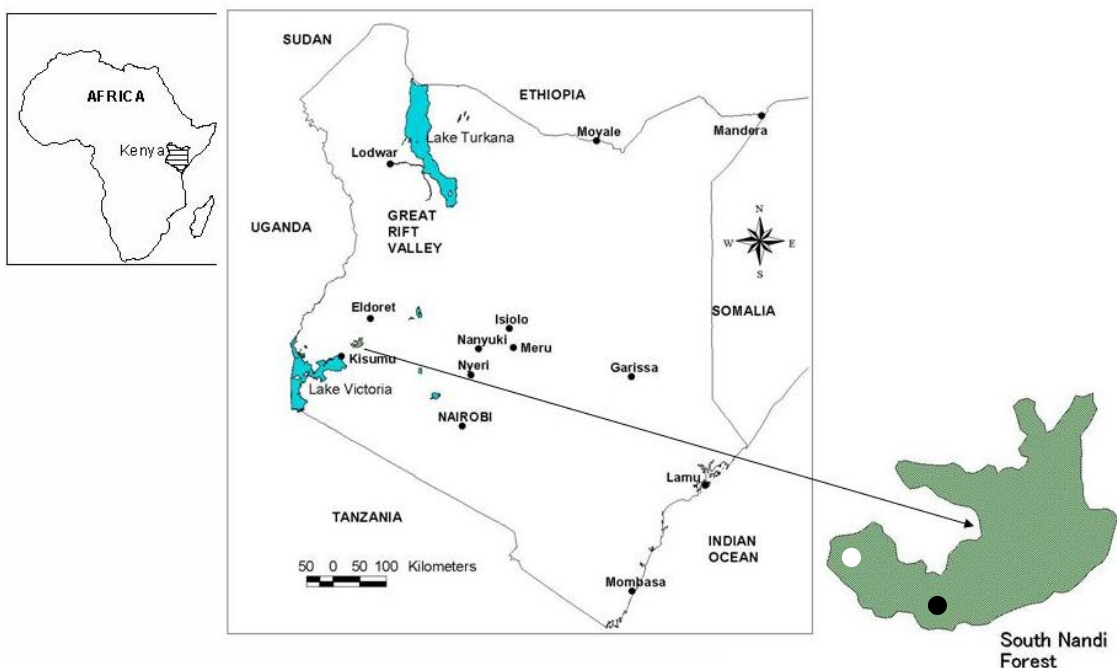 AFRICA
Kenya
SUDAN
ETHIOPIA
Lake Turkana
Moyale
Mandera
Lodwar
GREAT
RIFT
VALLEY
UGANDA
N
W E
S
SOMALIA
Eldoret
Isiolo
Nanyuki
Meru
Kisumu
Nyeri
Garissa
Lake Victoria
NAIROBI
Lamu
TANZANIA
INDIAN
OCEAN
50 0 50 100 Kilometers
Mombasa
South Nandi
Forest